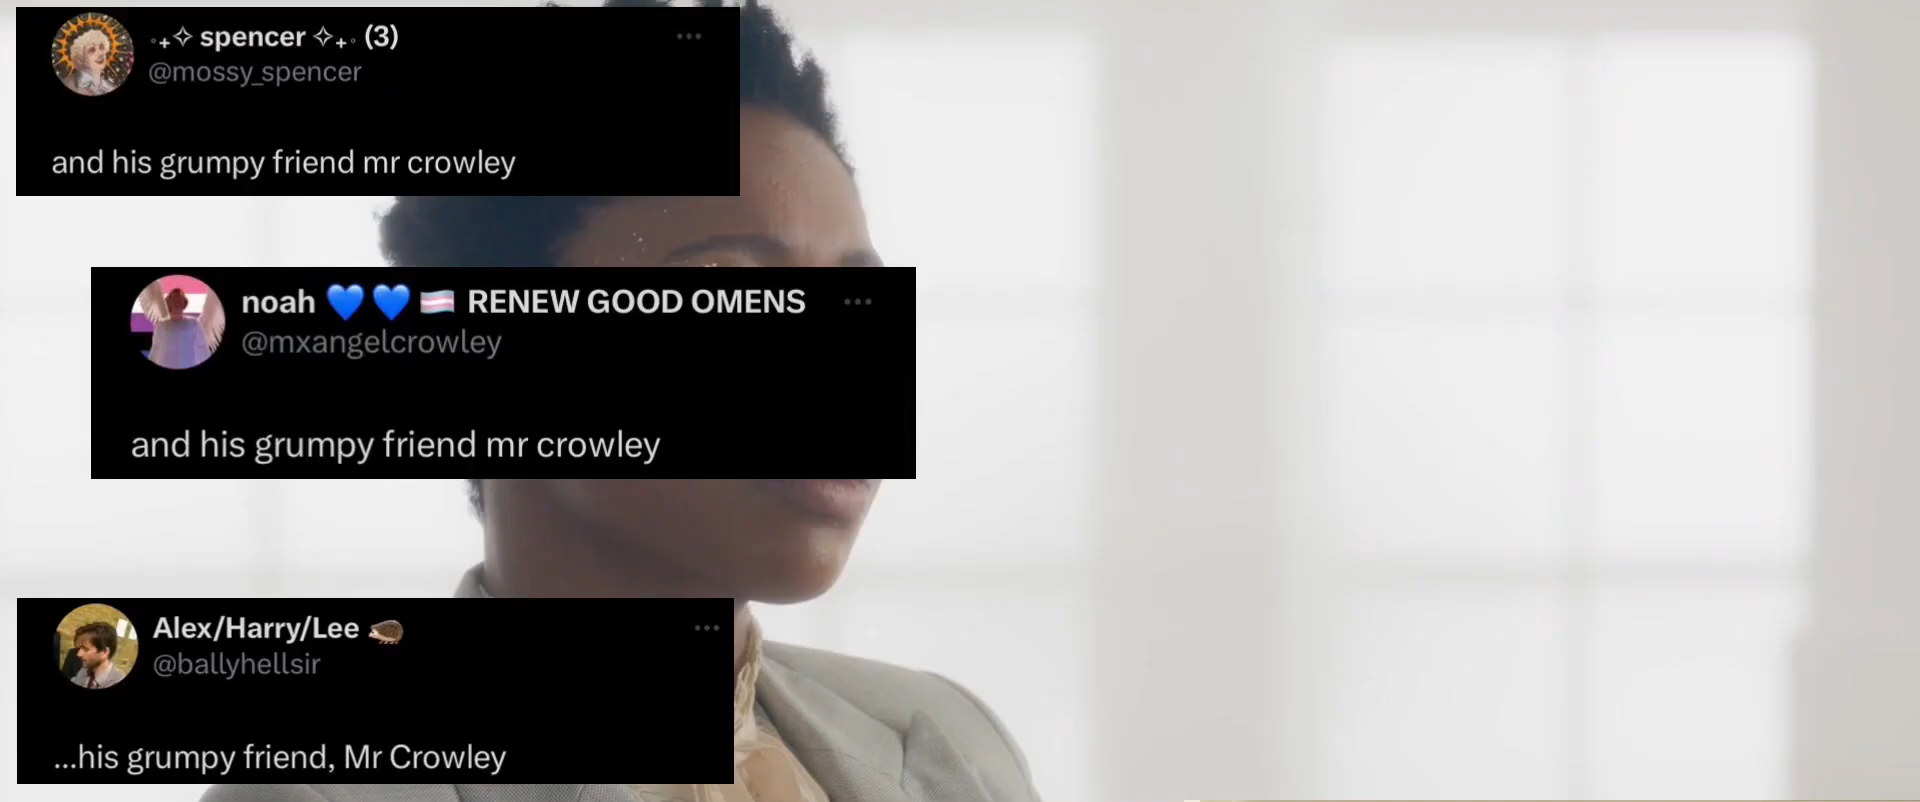 ◦₊✧ spencer ✧₊◦ (3)
@mossy_spencer
and his grumpy friend mr crowley
noah 💙 💙 🏳️‍⚧️ RENEW GOOD OMENS
@mxangelcrowley
and his grumpy friend mr crowley
Alex/Harry/Lee 🦔
@ballyhellsir
...his grumpy friend, Mr Crowley